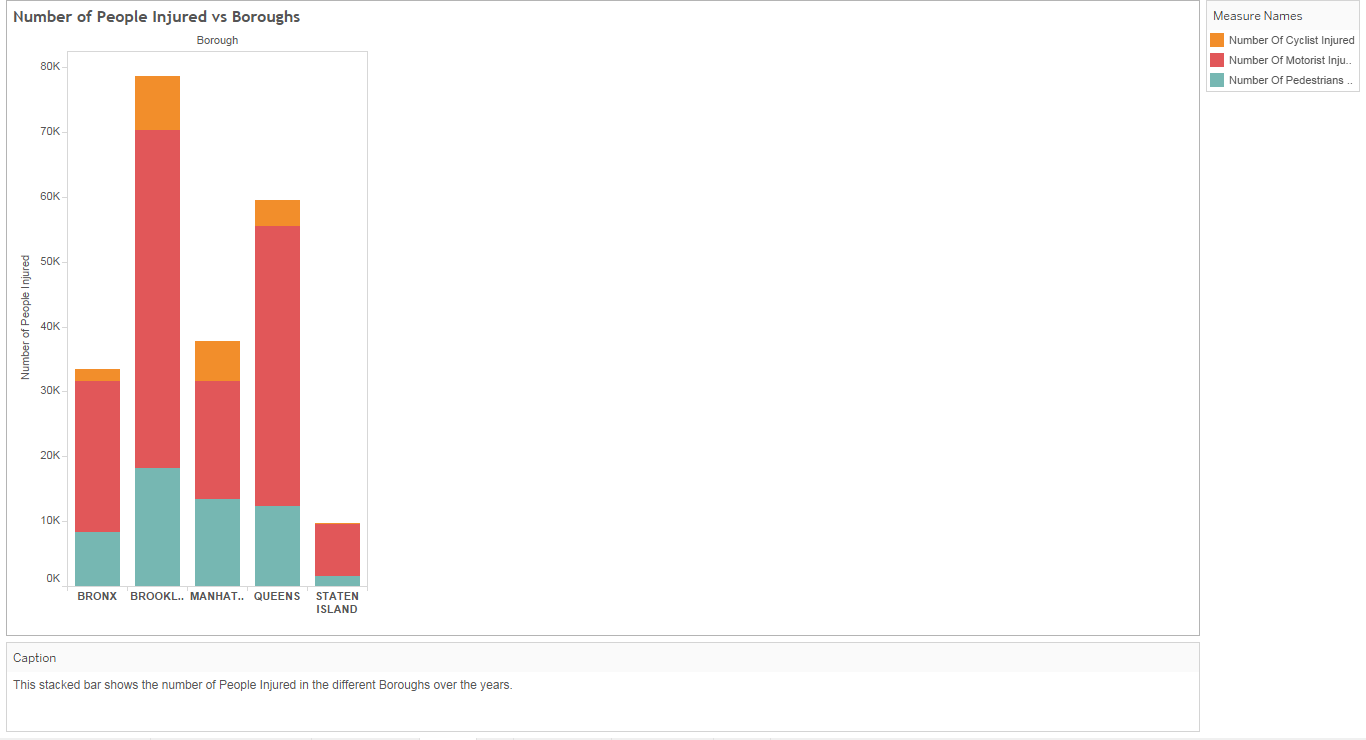 Number of People Injured vs Boroughs
Borough
80K
70K
60K
50K
40K
30K
20K
10K
0K
Number of People Injured
BRONX
BROOKL..
MANHAT..
QUEENS
STATEN
ISLAND
Measure Names
Number Of Cyclist Injured
Number Of Motorist Inju..
Number Of Pedestrians ..
Caption
This stacked bar shows the number of People Injured in the different Boroughs over the years.